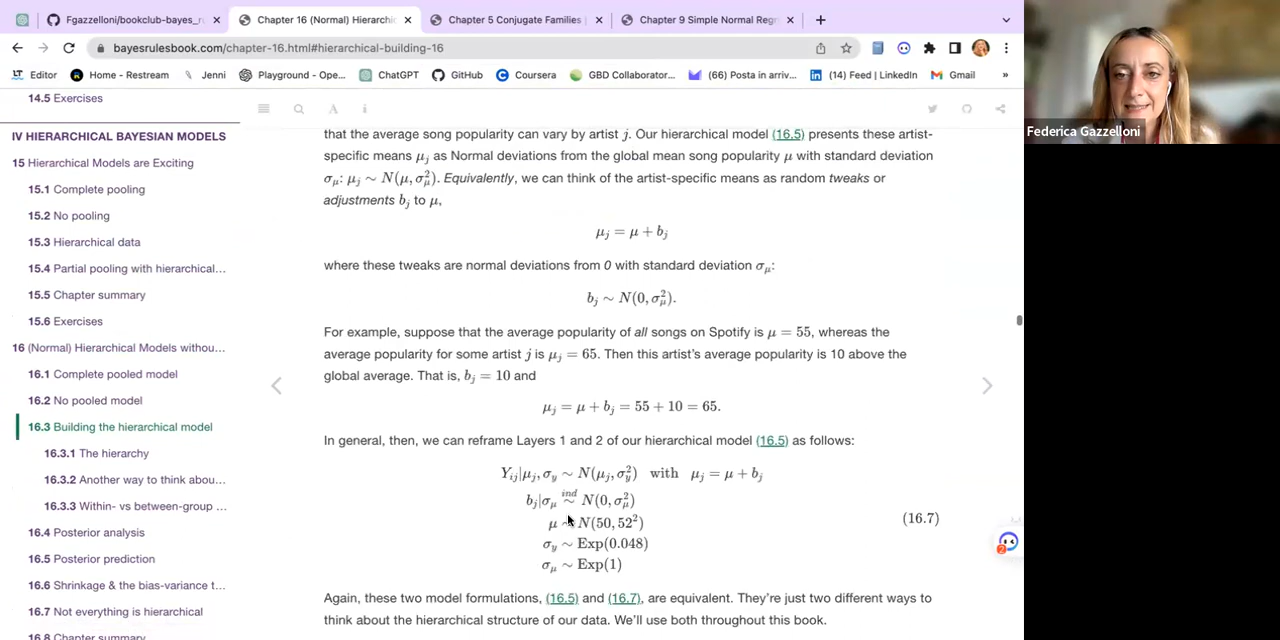 Fgazzelloni/bookclub-bayes_ru
Chapter 16 (Normal) Hierarchic
Chapter 5 Conjugate Families |
Chapter 9 Simple Normal Regr
bayesrulesbook.com/chapter-16.html#hierarchical-building-16
Editor
Home - Restream
Jenni
Playground - Ope...
ChatGPT
GitHub
Coursera
GBD Collaborator...
(66) Posta in arriv...
(14) Feed | LinkedIn
Gmail
»
Federica Gazzelloni
14.5 Exercises
IV HIERARCHICAL BAYESIAN MODELS
15 Hierarchical Models are Exciting
15.1 Complete pooling
15.2 No pooling
15.3 Hierarchical data
15.4 Partial pooling with hierarchical...
15.5 Chapter summary
15.6 Exercises
16 (Normal) Hierarchical Models withou...
16.1 Complete pooled model
16.2 No pooled model
16.3 Building the hierarchical model
16.3.1 The hierarchy
16.3.2 Another way to think abou...
16.3.3 Within- vs between-group ...
16.4 Posterior analysis
16.5 Posterior prediction
16.6 Shrinkage & the bias-variance t...
16.7 Not everything is hierarchical
16.8 Chapter summary
that the average song popularity can vary by artist j. Our hierarchical model (16.5) presents these artist-
specific means μj as Normal deviations from the global mean song popularity μ with standard deviation
σμ: μj ∼ N(μ, σ²μ). Equivalently, we can think of the artist-specific means as random tweaks or
adjustments bj to μ,
μj = μ + bj
where these tweaks are normal deviations from 0 with standard deviation σμ:
bj ∼ N(0, σ²μ).
For example, suppose that the average popularity of all songs on Spotify is μ = 55, whereas the
average popularity for some artist j is μj = 65. Then this artist's average popularity is 10 above the
global average. That is, bj = 10 and
μj = μ + bj = 55 + 10 = 65.
In general, then, we can reframe Layers 1 and 2 of our hierarchical model (16.5) as follows:
Yij|μj, σy ∼ N(μj, σ²y) with μj = μ + bj
bj|σμ ind∼ N(0, σ²μ)
μ ∼ N(50, 52²)
σy ∼ Exp(0.048)
σμ ∼ Exp(1)
(16.7)
Again, these two model formulations, (16.5) and (16.7), are equivalent. They're just two different ways to
think about the hierarchical structure of our data. We'll use both throughout this book.
2